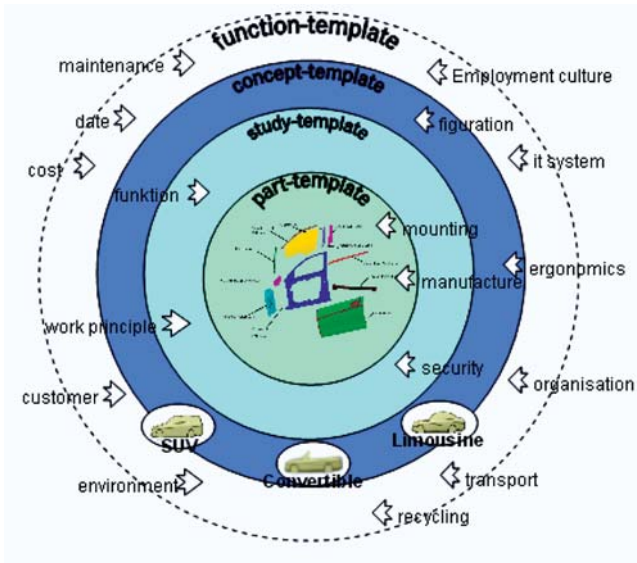 function-template
maintenance
concept-template
Employment culture
date
study-template
figuration
cost
it system
funktion
part-template
mounting
ergonomics
manufacture
work principle
security
customer
organisation
SUV
Limousine
Convertible
environment
transport
recycling